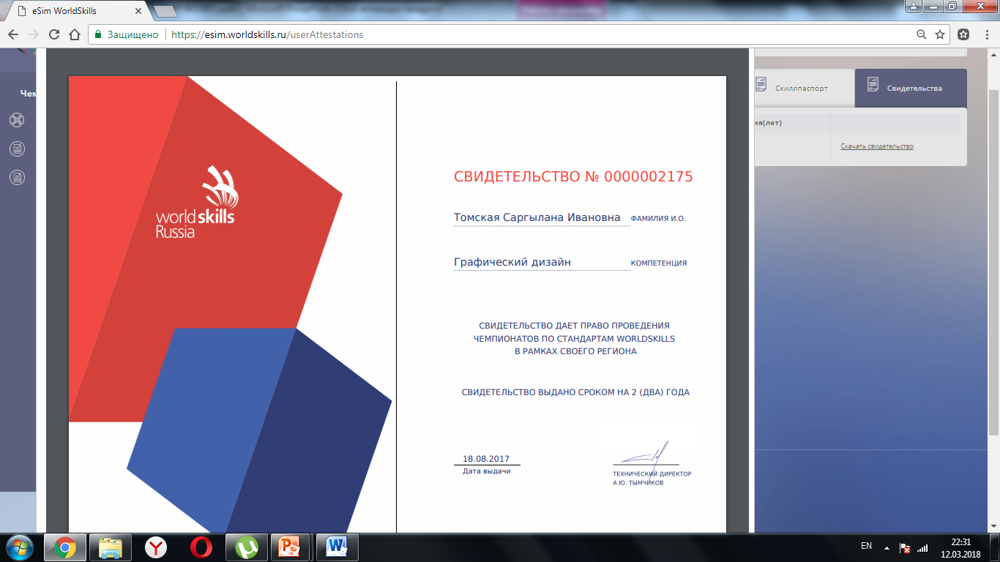 eSim WorldSkills
Защищено
https://esim.worldskills.ru/userAttestations
Чем
Скиллпаспорт
Свидетельства
ия(лет)
Скачать свидетельство
world skills
Russia
СВИДЕТЕЛЬСТВО № 0000002175
Томская Саргылана Ивановна ФАМИЛИЯ И.О.
Графический дизайн КОМПЕТЕНЦИЯ
СВИДЕТЕЛЬСТВО ДАЕТ ПРАВО ПРОВЕДЕНИЯ
ЧЕМПИОНАТОВ ПО СТАНДАРТАМ WORLDSKILLS
В РАМКАХ СВОЕГО РЕГИОНА
СВИДЕТЕЛЬСТВО ВЫДАНО СРОКОМ НА 2 (ДВА) ГОДА
18.08.2017
Дата выдачи
ТЕХНИЧЕСКИЙ ДИРЕКТОР
А.Ю. ТЫМЧИКОВ
EN
22:31
12.03.2018